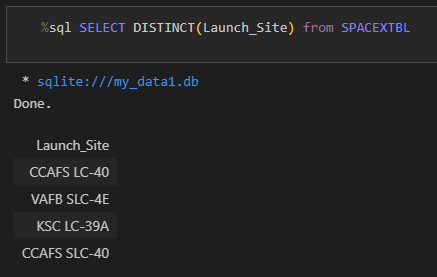 %sql SELECT DISTINCT(Launch_Site) from SPACEXTBL
* sqlite:///my_data1.db
Done.
Launch_Site
CCAFS LC-40
VAFB SLC-4E
KSC LC-39A
CCAFS SLC-40